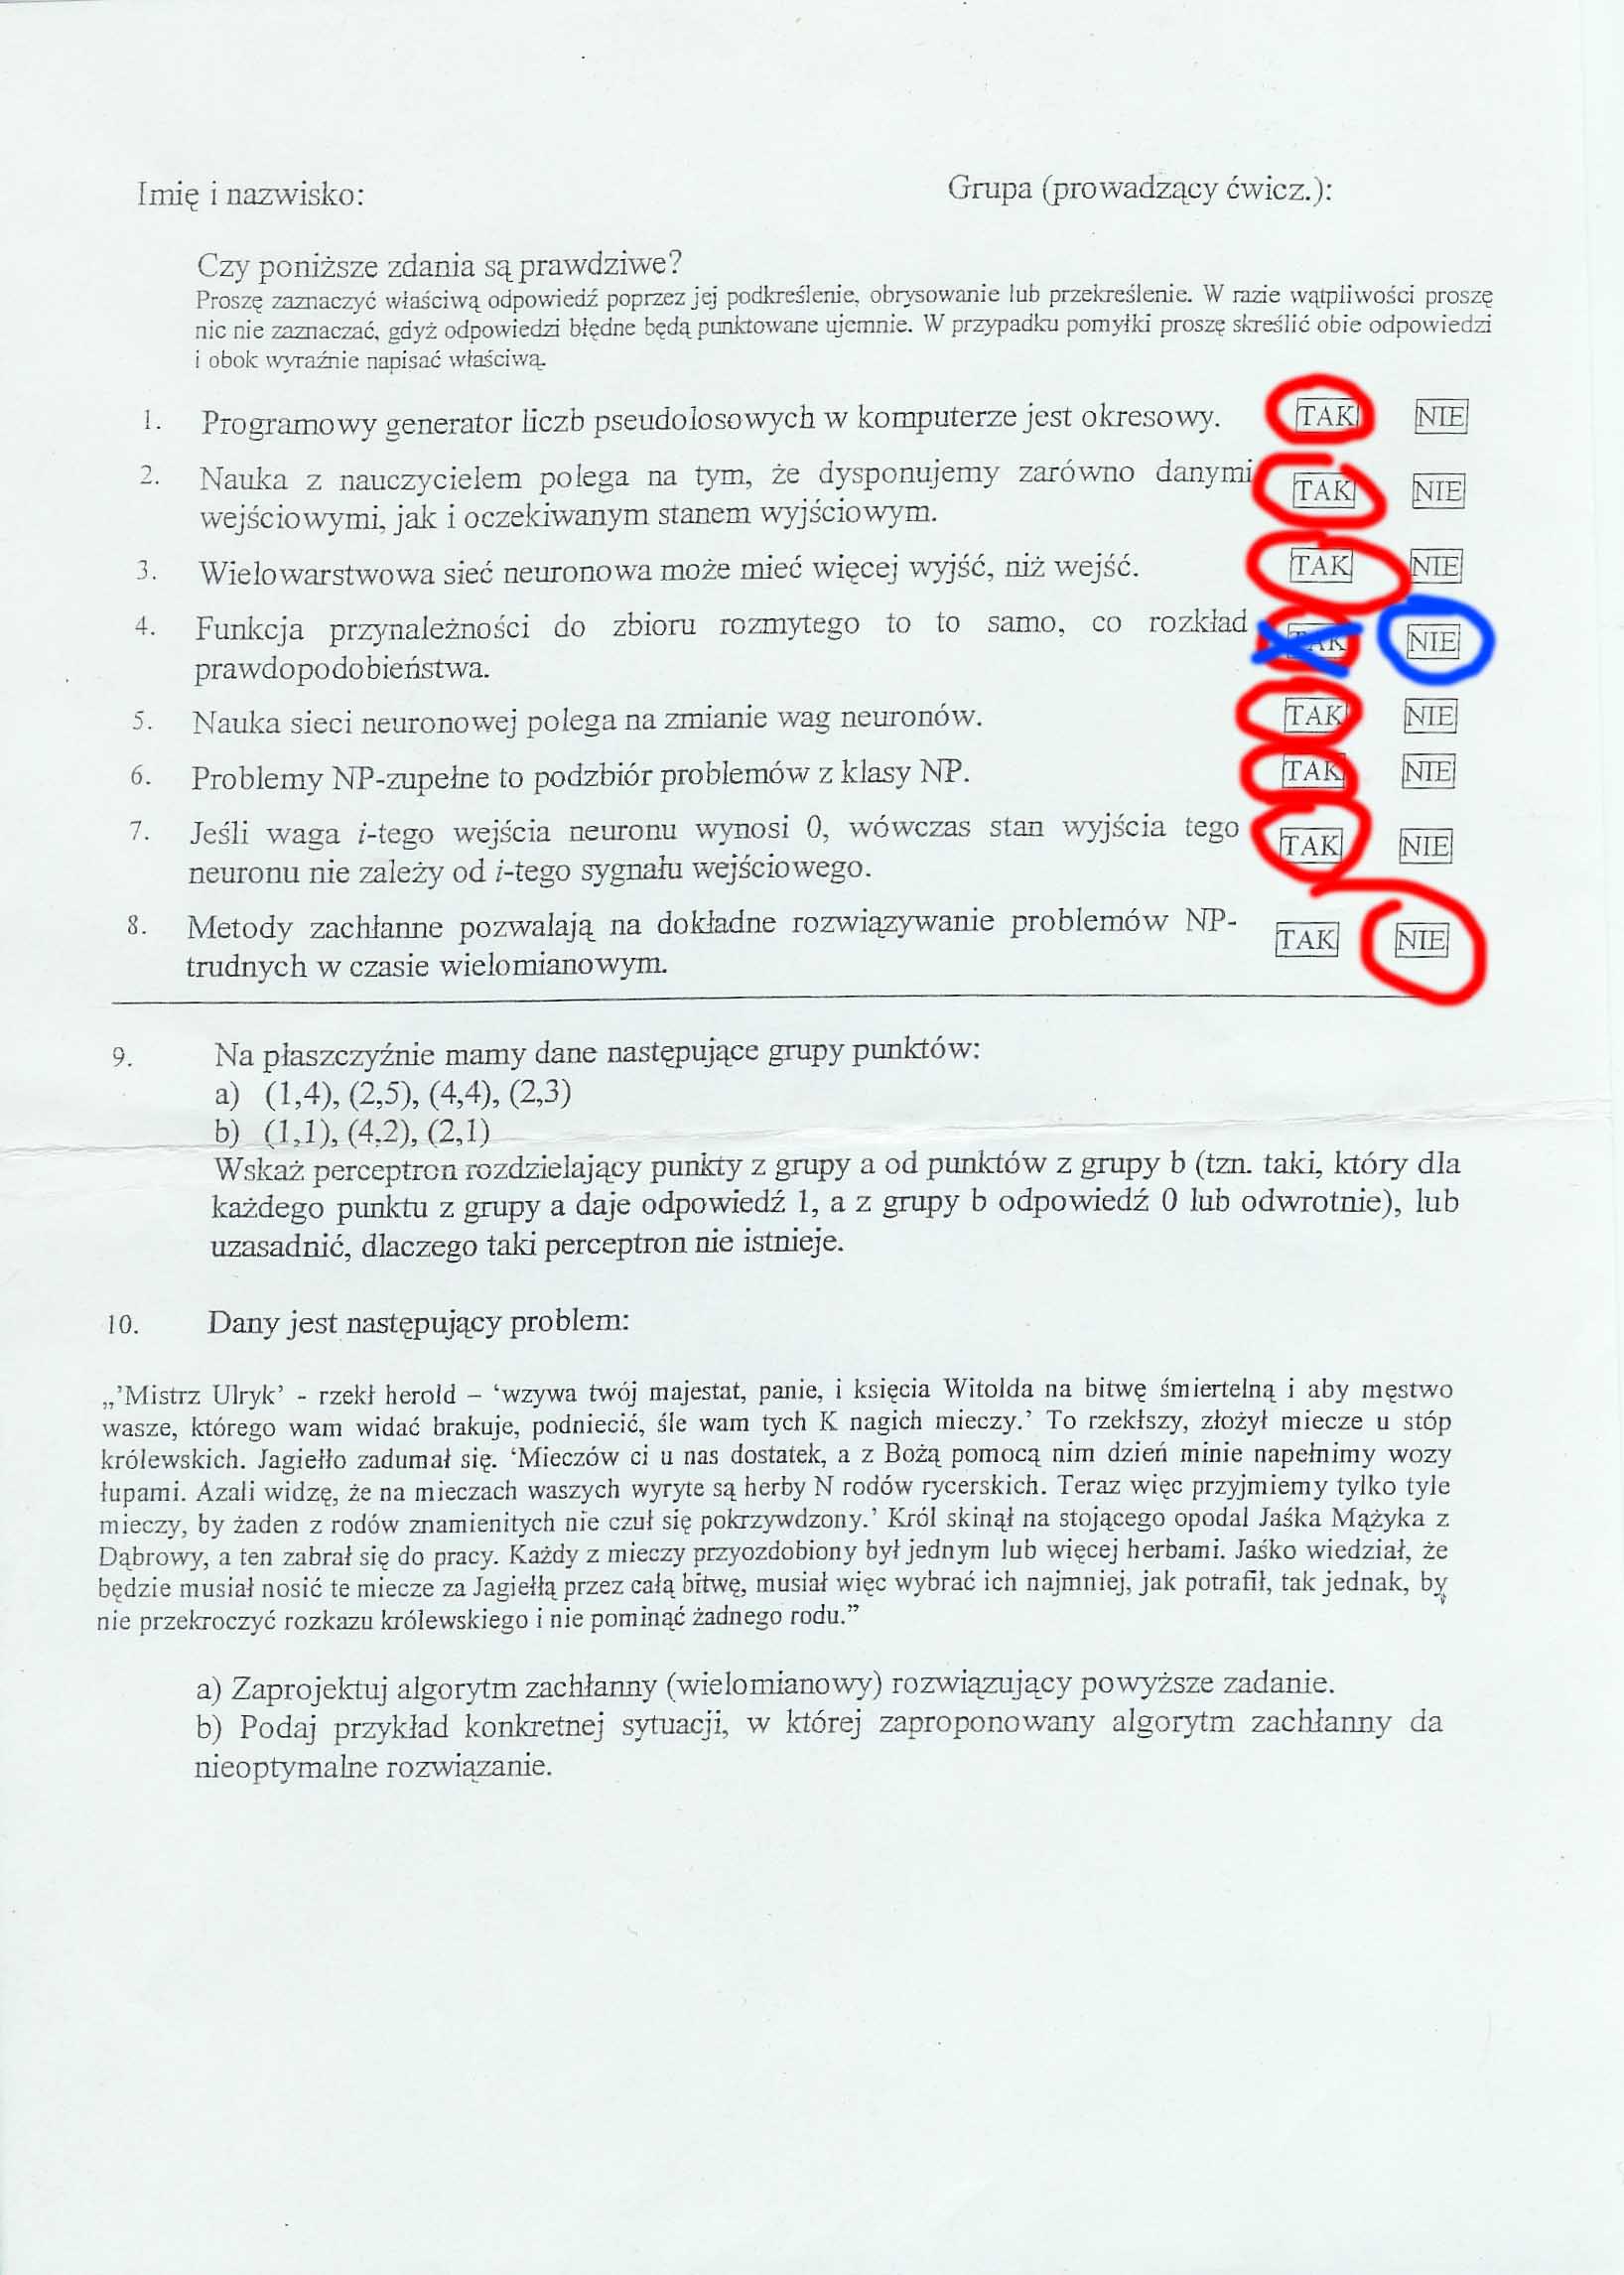 Imię i nazwisko: Grupa (prowadzący ćwicz.):
Czy poniższe zdania są prawdziwe?
Proszę zaznaczyć właściwą odpowiedź poprzez jej podkreślenie, obrysowanie lub przekreślenie. W razie wątpliwości proszę
nic nie zaznaczać, gdyż odpowiedzi błędne będą punktowane ujemnie. W przypadku pomyłki proszę skreślić obie odpowiedzi
i obok wyraźnie napisać właściwą.
1. Programowy generator liczb pseudolosowych w komputerze jest okresowy. TAK NIE
2. Nauka z nauczycielem polega na tym, że dysponujemy zarówno danymi TAK NIE
wejściowymi, jak i oczekiwanym stanem wyjściowym.
3. Wielowarstwowa sieć neuronowa może mieć więcej wyjść, niż wejść. TAK NIE
4. Funkcja przynależności do zbioru rozmytego to to samo, co rozkład TAK NIE
prawdopodobieństwa.
5. Nauka sieci neuronowej polega na zmianie wag neuronów. TAK NIE
6. Problemy NP-zupełne to podzbiór problemów z klasy NP. TAK NIE
7. Jeśli waga i-tego wejścia neuronu wynosi 0, wówczas stan wyjścia tego TAK NIE
neuronu nie zależy od i-tego sygnału wejściowego.
8. Metody zachłanne pozwalają na dokładne rozwiązywanie problemów NP- TAK NIE
trudnych w czasie wielomianowym.
9. Na płaszczyźnie mamy dane następujące grupy punktów:
a) (1,4), (2,5), (4,4), (2,3)
b) (1,1), (4,2), (2,1)
Wskaż perceptron rozdzielający punkty z grupy a od punktów z grupy b (tzn. taki, który dla
każdego punktu z grupy a daje odpowiedź 1, a z grupy b odpowiedź 0 lub odwrotnie), lub
uzasadnić, dlaczego taki perceptron nie istnieje.
10. Dany jest następujący problem:
„’Mistrz Ulryk’ - rzekł herold – ‘wzywa twój majestat, panie, i księcia Witolda na bitwę śmiertelną i aby męstwo
wasze, którego wam widać brakuje, podniecić, śle wam tych K nagich mieczy.’ To rzekłszy, złożył miecze u stóp
królewskich. Jagiełło zadumał się. ‘Mieczów ci u nas dostatek, a z Bożą pomocą nim dzień minie napełnimy wozy
łupami. Azali widzę, że na mieczach waszych wyryte są herby N rodów rycerskich. Teraz więc przyjmiemy tylko tyle
mieczy, by żaden z rodów znamienitych nie czuł się pokrzywdzony.’ Król skinął na stojącego opodal Jaśka Mążyka z
Dąbrowy, a ten zabrał się do pracy. Każdy z mieczy przyozdobiony był jednym lub więcej herbami. Jaśko wiedział, że
będzie musiał nosić te miecze za Jagiełłą przez całą bitwę, musiał więc wybrać ich najmniej, jak potrafił, tak jednak, by
nie przekroczyć rozkazu królewskiego i nie pominąć żadnego rodu.”
a) Zaprojektuj algorytm zachłanny (wielomianowy) rozwiązujący powyższe zadanie.
b) Podaj przykład konkretnej sytuacji, w której zaproponowany algorytm zachłanny da
nieoptymalne rozwiązanie.